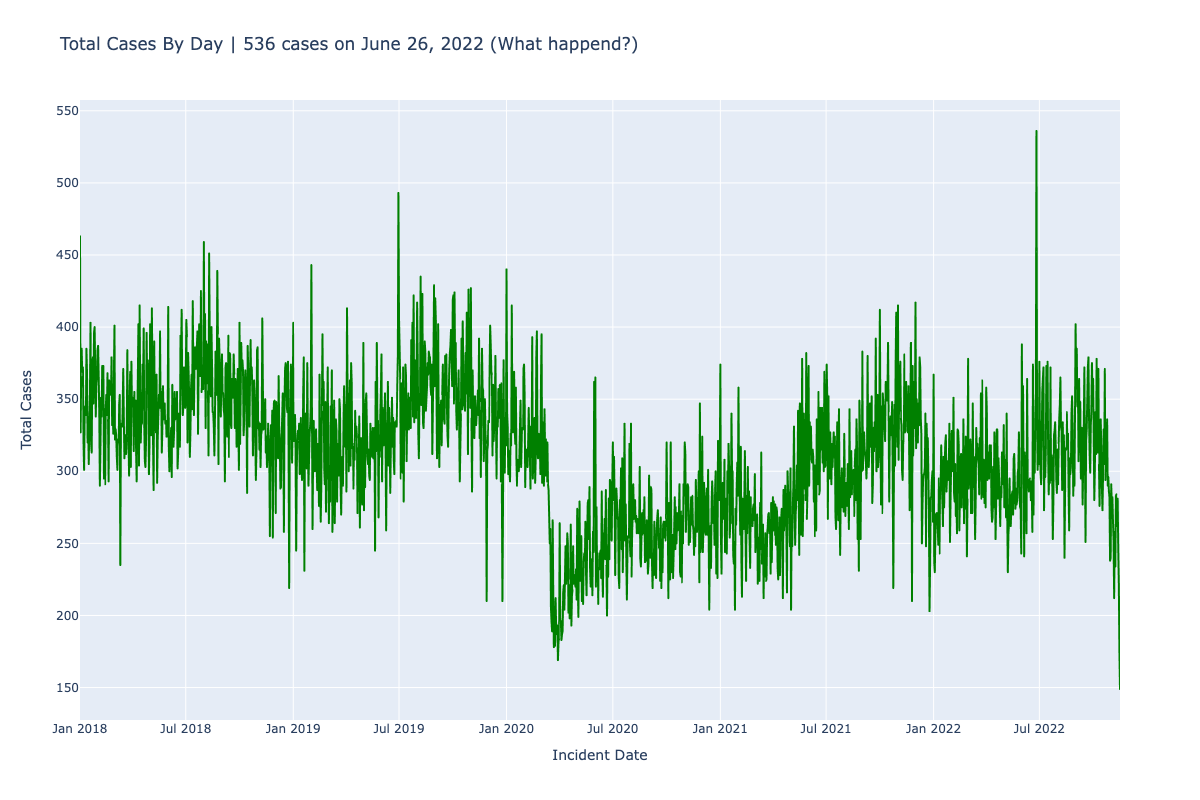 Total Cases By Day | 536 cases on June 26, 2022 (What happend?)
550
500
450
400
350
300
250
200
150
Total Cases
Jan 2018 Jul 2018 Jan 2019 Jul 2019 Jan 2020 Jul 2020 Jan 2021 Jul 2021 Jan 2022 Jul 2022
Incident Date